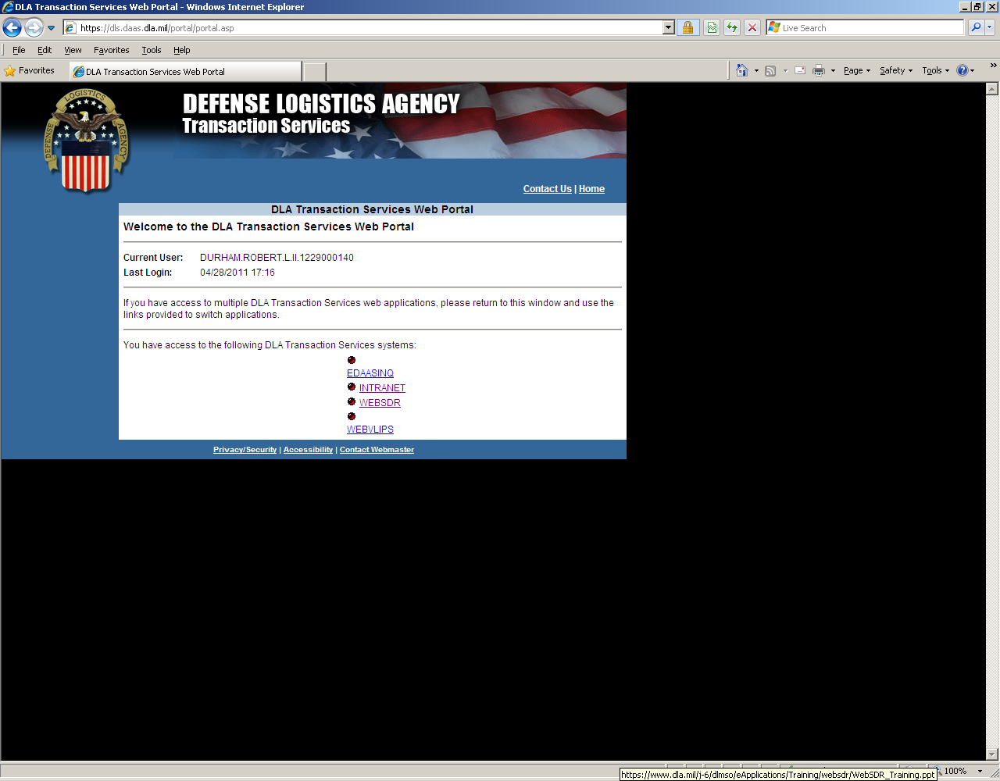 DLA Transaction Services Web Portal - Windows Internet Explorer
https://dls.daas.dla.mil/portal/portal.asp
Live Search
File Edit View Favorites Tools Help
Favorites
DLA Transaction Services Web Portal
Page Safety Tools
DEFENSE LOGISTICS AGENCY
Transaction Services
DEFENSE LOGISTICS AGENCY
Contact Us | Home
DLA Transaction Services Web Portal
Welcome to the DLA Transaction Services Web Portal
Current User: DURHAM.ROBERT.L.II.1229000140
Last Login: 04/28/2011 17:16
If you have access to multiple DLA Transaction Services web applications, please return to this window and use the
links provided to switch applications.
You have access to the following DLA Transaction Services systems:
EDAASINQ
INTRANET
WEBSDR
WEBVLIPS
Privacy/Security | Accessibility | Contact Webmaster
100%
https://www.dla.mil/j-6/dlmso/eApplications/Training/websdr/WebSDR_Training.ppt